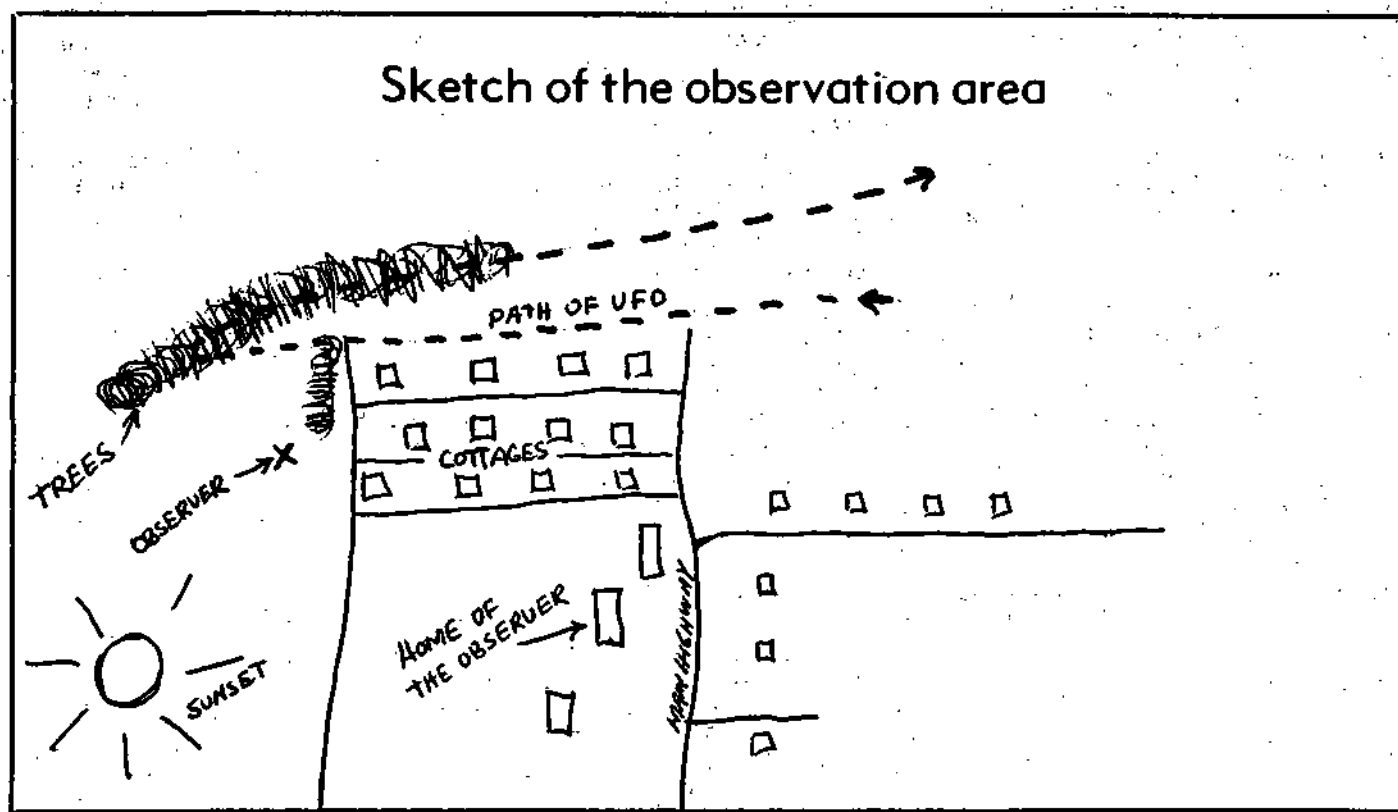 Sketch of the observation area
PATH OF UFO
TREES
OBSERVER
COTTAGES
HOME OF
THE OBSERVER
MAIN HIGHWAY
SUNSET